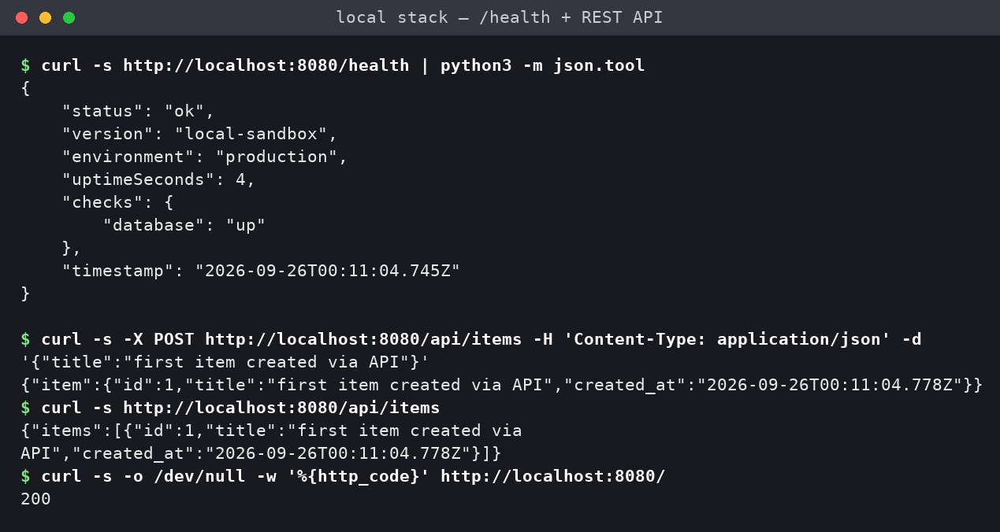 local stack — /health + REST API
$ curl -s http://localhost:8080/health | python3 -m json.tool
{
    "status": "ok",
    "version": "local-sandbox",
    "environment": "production",
    "uptimeSeconds": 4,
    "checks": {
        "database": "up"
    },
    "timestamp": "2026-09-26T00:11:04.745Z"
}
$ curl -s -X POST http://localhost:8080/api/items -H 'Content-Type: application/json' -d
'{"title":"first item created via API"}'
{"item":{"id":1,"title":"first item created via API","created_at":"2026-09-26T00:11:04.778Z"}}
$ curl -s http://localhost:8080/api/items
{"items":[{"id":1,"title":"first item created via
API","created_at":"2026-09-26T00:11:04.778Z"}]}
$ curl -s -o /dev/null -w '%{http_code}' http://localhost:8080/
200